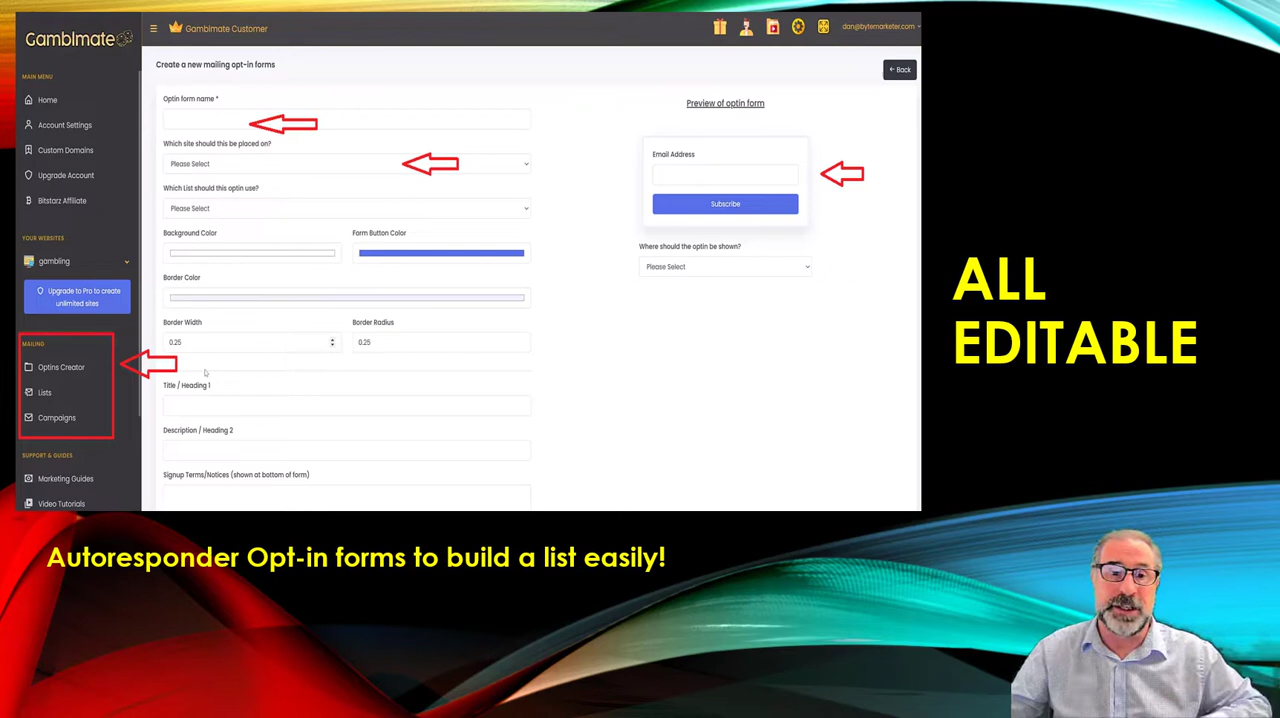 Gamblmate
Gamblmate Customer
dan@bytemarketer.com
MAIN MENU
Home
Account Settings
Custom Domains
Upgrade Account
Bitstarz Affiliate
YOUR WEBSITES
gambling
Upgrade to Pro to create
unlimited sites
MAILING
Optins Creator
Lists
Campaigns
SUPPORT & GUIDES
Marketing Guides
Video Tutorials
Create a new mailing opt-in forms
← Back
Optin form name *
Which site should this be placed on?
Please Select
Which List should this optin use?
Please Select
Background Color
Form Button Color
Border Color
Border Width
Border Radius
0.25
0.25
Title / Heading 1
Description / Heading 2
Signup Terms/Notices (shown at bottom of form)
Preview of optin form
Email Address
Subscribe
Where should the optin be shown?
Please Select
ALL
EDITABLE
Autoresponder Opt-in forms to build a list easily!